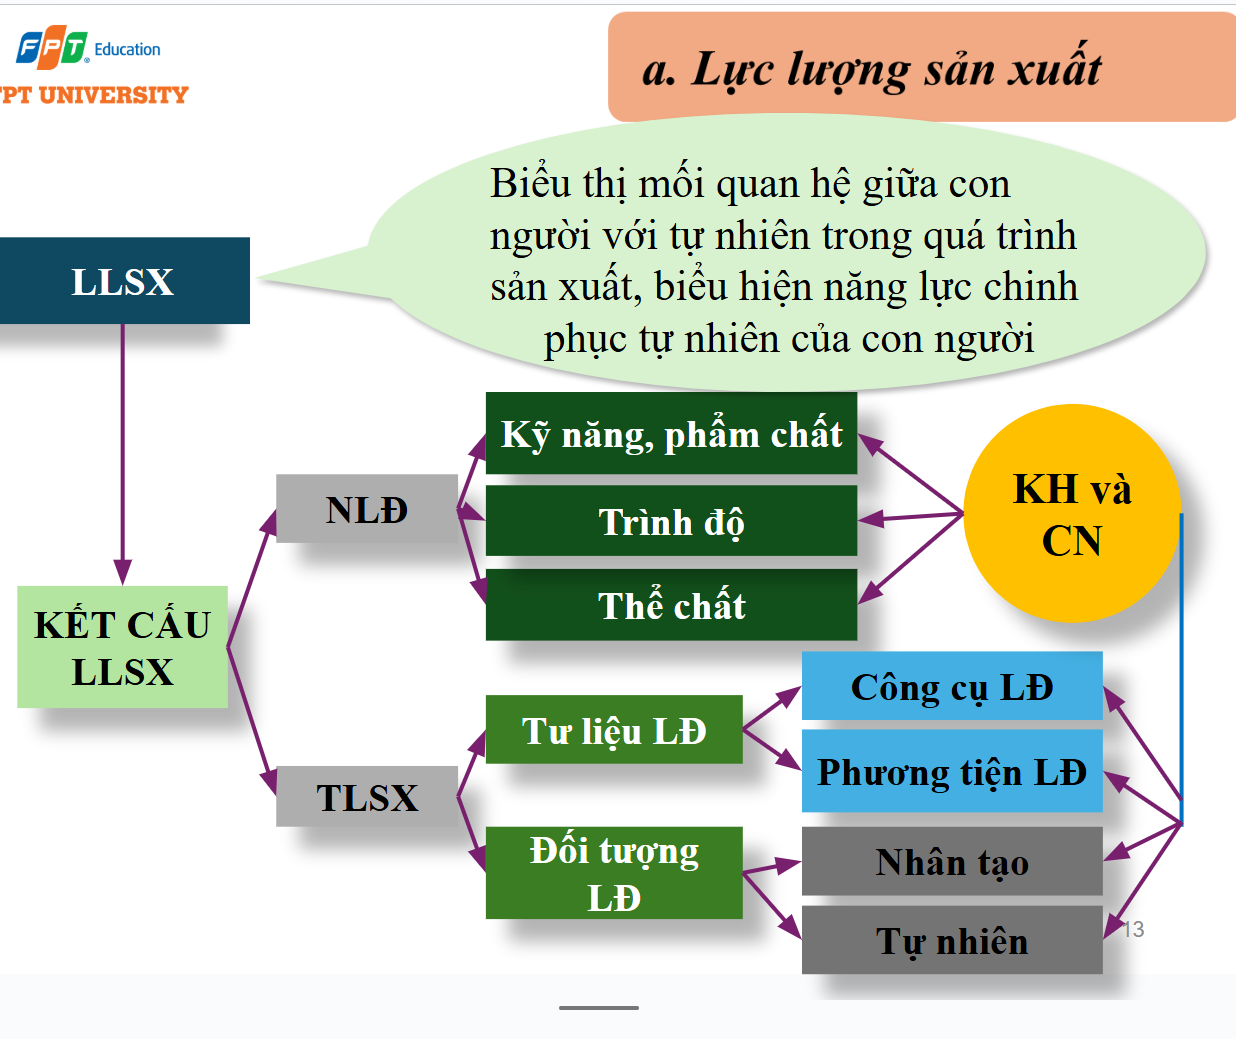 FPT Education
FPT UNIVERSITY
a. Lực lượng sản xuất
Biểu thị mối quan hệ giữa con
người với tự nhiên trong quá trình
sản xuất, biểu hiện năng lực chinh
phục tự nhiên của con người
LLSX
Kỹ năng, phẩm chất
KH và
CN
NLĐ
Trình độ
Thể chất
KẾT CẤU
LLSX
Tư liệu LĐ
Công cụ LĐ
Phương tiện LĐ
TLSX
Đối tượng
LĐ
Nhân tạo
Tự nhiên
13